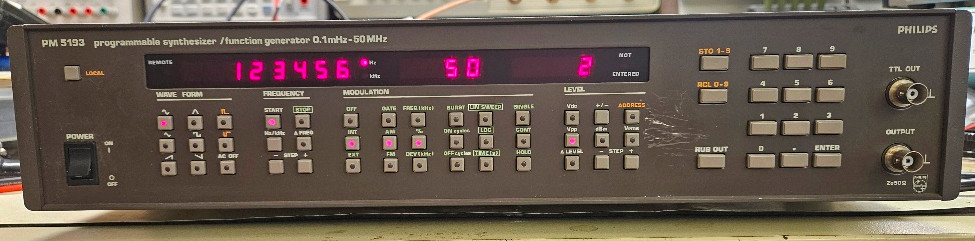 PM 5193 programmable synthesizer / function generator 0.1mHz-50MHz
PHILIPS
REMOTE
123456
Hz
kHz
50
2
NOT
ENTERED
LOCAL
WAVE FORM
FREQUENCY
MODULATION
LEVEL
START STOP
Hz/kHz Δ FREQ
- STEP +
AC OFF
OFF GATE FREQ (kHz) BURST LIN SWEEP SINGLE
INT AM % ON cycles LOG CONT
EXT FM DEV (kHz) OFF cycles TIME (s) HOLD
Vdc +/- ADDRESS
Vpp dBm Vrms
Δ LEVEL - STEP +
STO 1-9
RCL 0-9
RUB OUT
7 8 9
4 5 6
1 2 3
0 . ENTER
TTL OUT
OUTPUT
Zo50Ω
POWER
ON
OFF